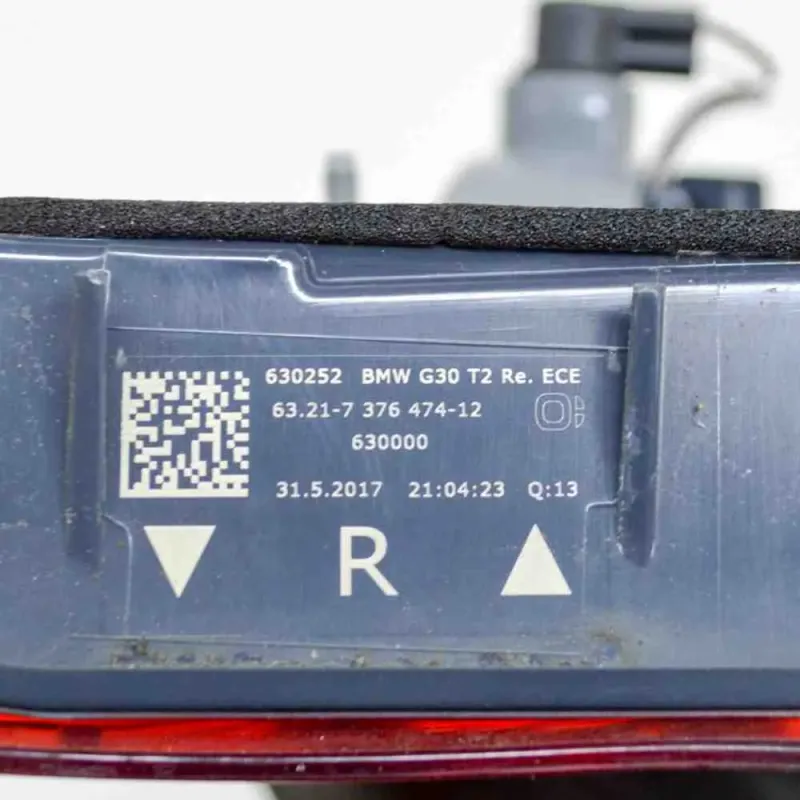 630252 BMW G30 T2 Re. ECE
63.21-7 376 474-12
630000
31.5.2017 21:04:23 Q:13
R